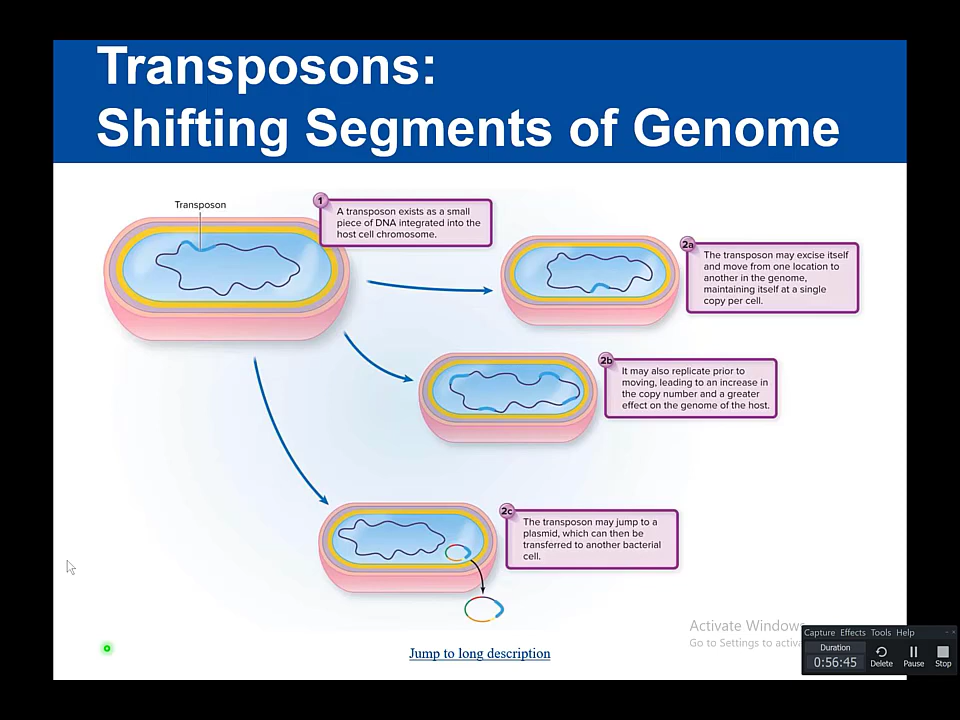 Transposons:
Shifting Segments of Genome
Transposon
1
A transposon exists as a small
piece of DNA integrated into the
host cell chromosome.
2a
The transposon may excise itself
and move from one location to
another in the genome,
maintaining itself at a single
copy per cell.
2b
It may also replicate prior to
moving, leading to an increase in
the copy number and a greater
effect on the genome of the host.
2c
The transposon may jump to a
plasmid, which can then be
transferred to another bacterial
cell.
Jump to long description
Activate Windows
Go to Settings to
Capture Effects Tools Help
Duration
0:56:45
Delete Pause Stop